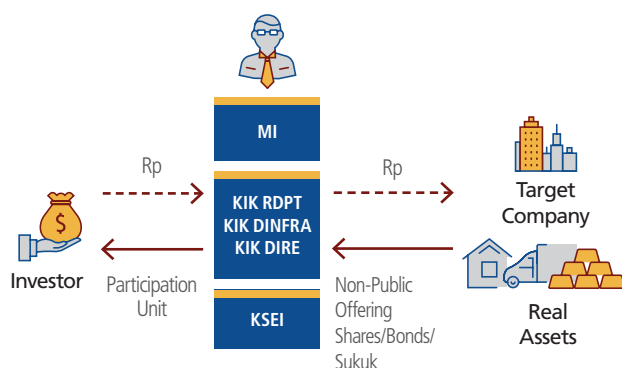 MI
Rp
Rp
KIK RDPT
KIK DINFRA
KIK DIRE
Target
Company
$
Investor
Participation
Unit
Non-Public
Offering
Shares/Bonds/
Sukuk
KSEI
Real
Assets